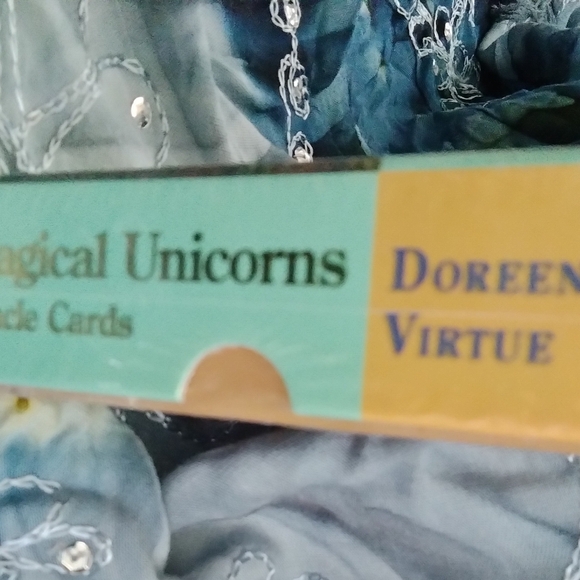 agical Unicorns
acle Cards
DOREEN
VIRTUE